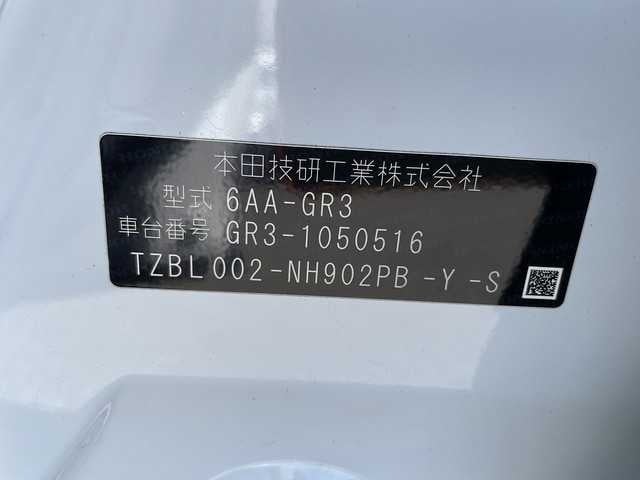 本田技研工業株式会社
型式 6AA-GR3
車台番号 GR3-1050516
TZBL002-NH902PB -Y -S